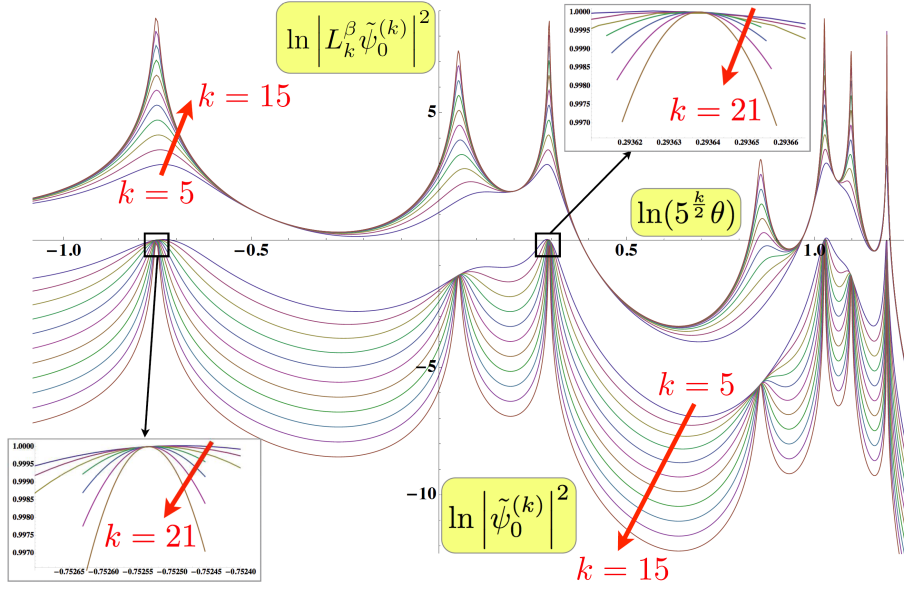 ln |L_k^β ψ̃_0^{(k)}|^2
1.0000
0.9995
0.9990
0.9985
0.9980
0.9975
0.9970
k = 21
0.29362 0.29363 0.29364 0.29365 0.29366
k = 15
k = 5
5
ln(5^{k/2} θ)
−1.0 −0.5 0.5 1.0
−5
k = 5
−10
ln |ψ̃_0^{(k)}|^2
k = 15
1.0000
0.9995
0.9990
0.9985
0.9980
0.9975
0.9970
k = 21
−0.75265 −0.75260 −0.75255 −0.75250 −0.75245 −0.75240